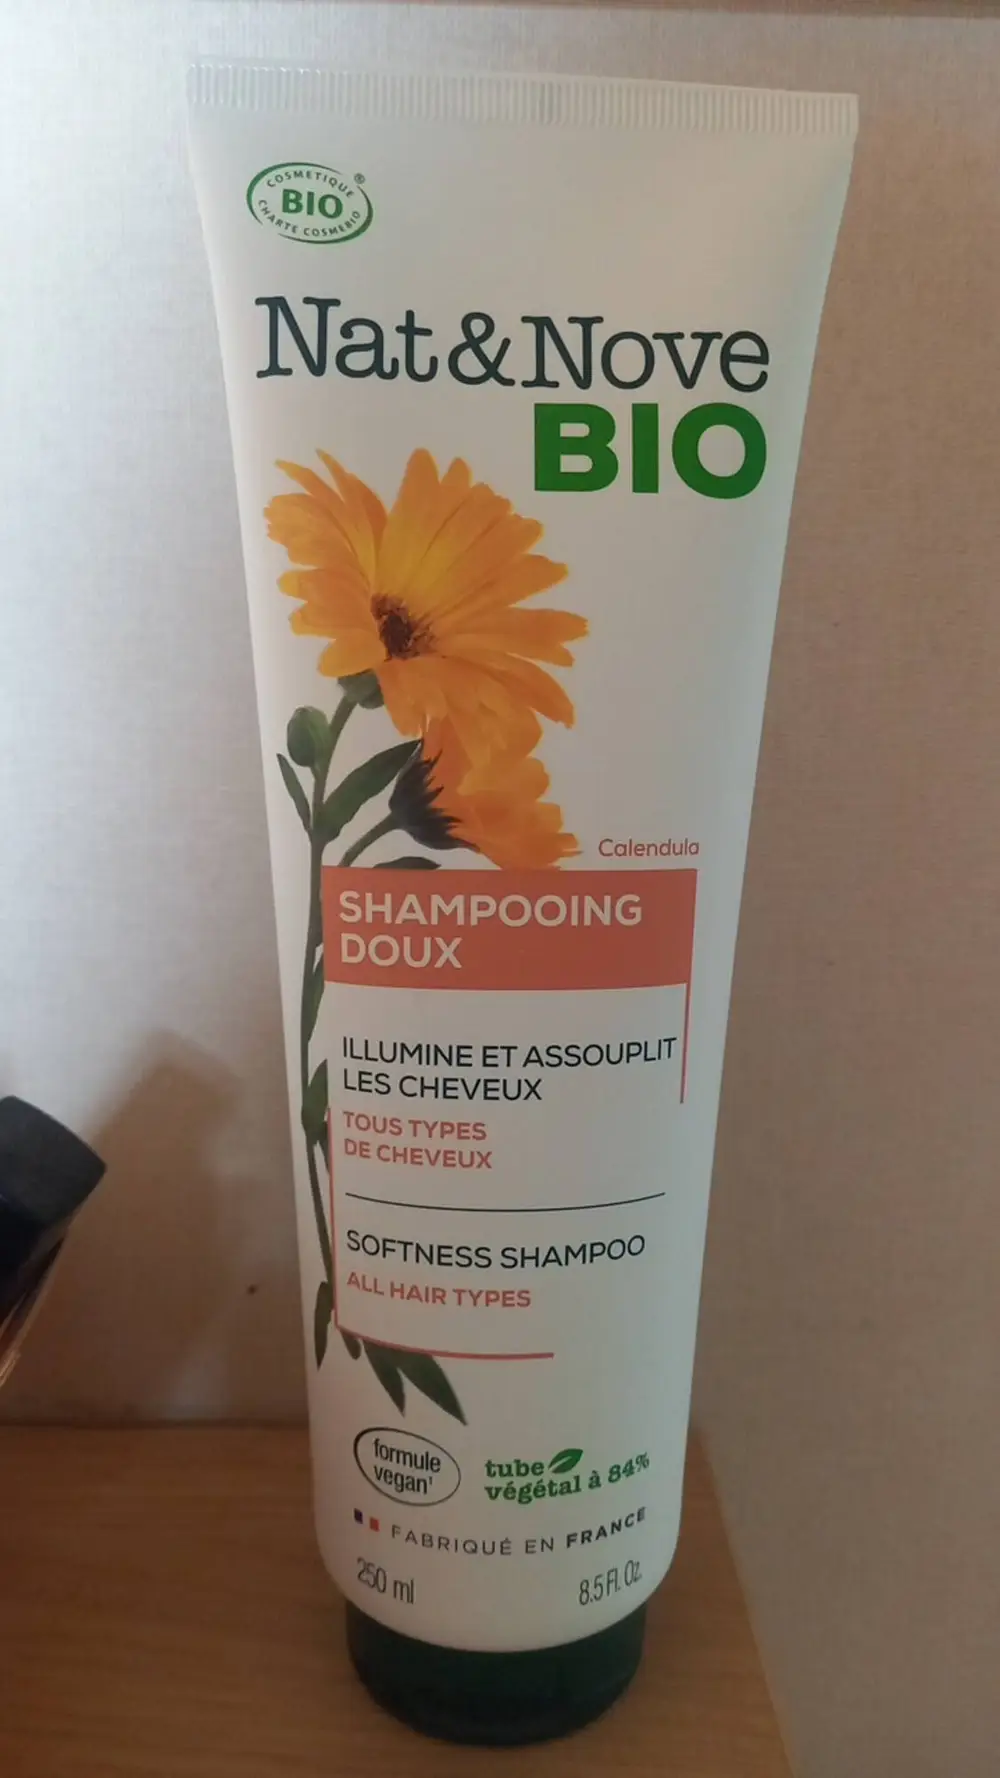 COSMETIQUE
BIO
®
CHARTE COSMEBIO
Nat&Nove
BIO
Calendula
SHAMPOOING
DOUX
ILLUMINE ET ASSOUPLIT
LES CHEVEUX
TOUS TYPES
DE CHEVEUX
SOFTNESS SHAMPOO
ALL HAIR TYPES
formule
vegan¹
tube
végétal à 84%
FABRIQUÉ EN FRANCE
250 ml
8.5 Fl. Oz.